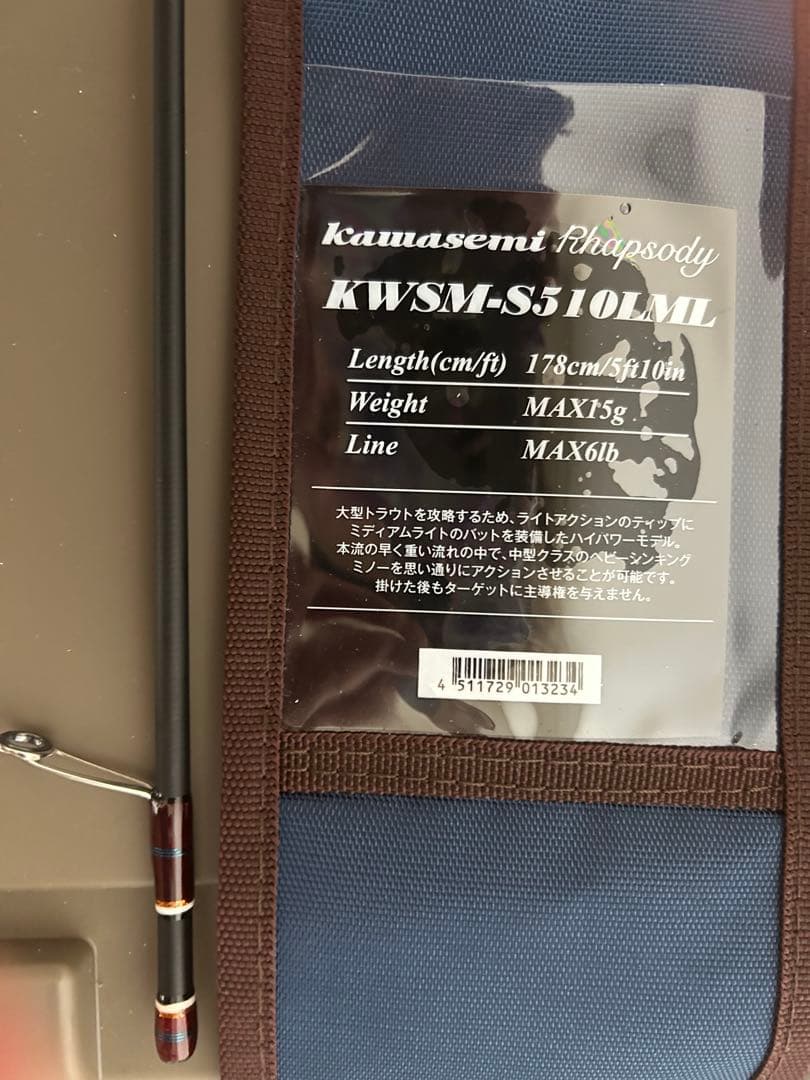 Kawasemi Rhapsody
KWSM-S510LML
Length(cm/ft) 178cm/5ft10in
Weight MAX15g
Line MAX6lb
大型トラウトを攻略するため、ライトアクションのティップに
ミディアムライトのバットを装備したハイパワーモデル。
本流の早く重い流れの中で、中型クラスのヘビーシンキング
ミノーを思い通りにアクションさせることが可能です。
掛けた後もターゲットに主導権を与えません。
4 511729 013234